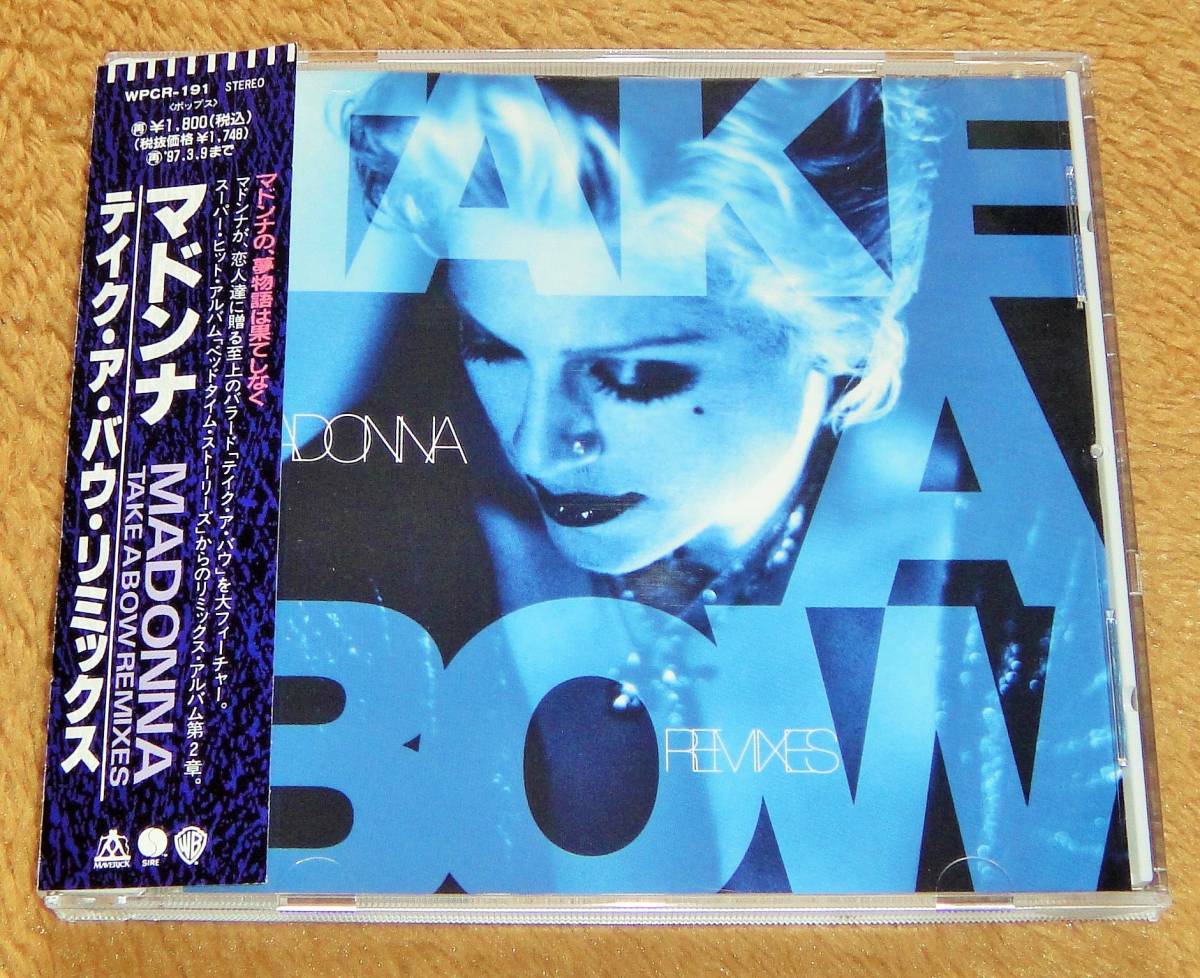 WPCR-191 STEREO
〈ポップス〉
再¥1,800(税込)
(税抜価格¥1,748)
再'97.3.9まで
マドンナの、夢物語は果てしなく
マドンナが、恋人達に贈る至上のバラード「テイク・ア・バウ」を大フィーチャー。
スーパー・ヒット・アルバム「ベッドタイム・ストーリーズ」からのリミックス・アルバム第2章。
マドンナ MADONNA
テイク・ア・バウ・リミックス TAKE A BOW REMIXES
MAVERICK
SIRE
WB
TAKE
A
BOW
ADONNA
REMIXES